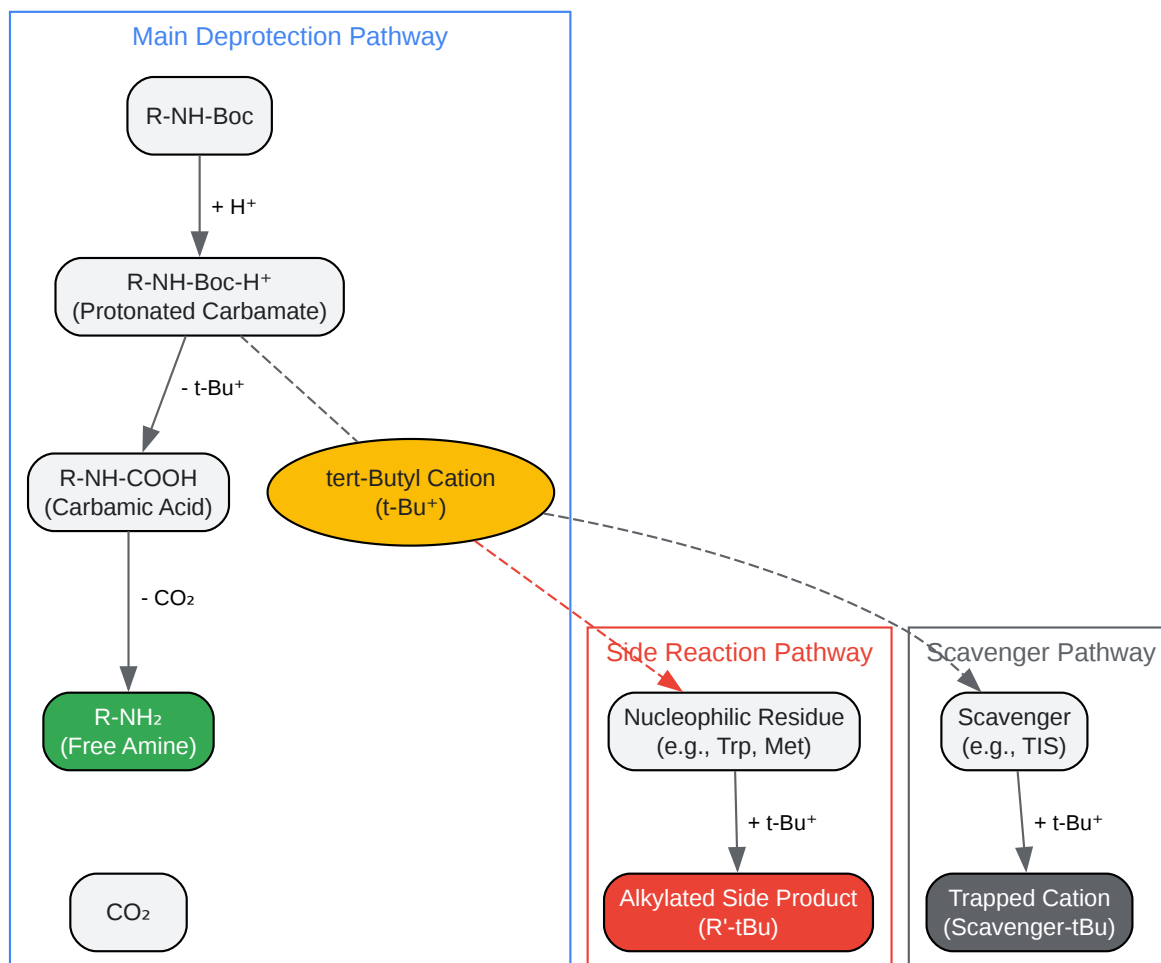 Main Deprotection Pathway
R-NH-Boc
+ H⁺
R-NH-Boc-H⁺
(Protonated Carbamate)
- t-Bu⁺
R-NH-COOH
(Carbamic Acid)
tert-Butyl Cation
(t-Bu⁺)
- CO₂
R-NH₂
(Free Amine)
CO₂
Side Reaction Pathway
Nucleophilic Residue
(e.g., Trp, Met)
+ t-Bu⁺
Alkylated Side Product
(R'-tBu)
Scavenger Pathway
Scavenger
(e.g., TIS)
+ t-Bu⁺
Trapped Cation
(Scavenger-tBu)